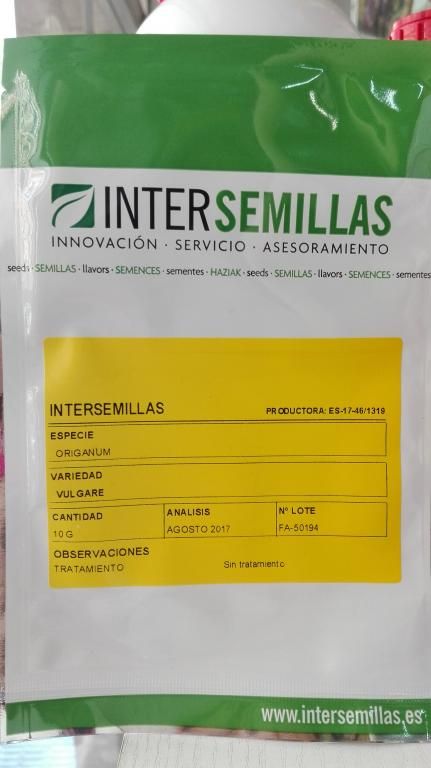 INTERSEMILLAS
INNOVACIÓN · SERVICIO · ASESORAMIENTO
seeds · SEMILLAS · llavors · SEMENCES · sementes · HAZIAK · seeds · SEMILLAS · llavors · SEMENCES · sementes
INTERSEMILLAS PRODUCTORA: ES-17-46/1319
ESPECIE
ORIGANUM
VARIEDAD
VULGARE
CANTIDAD ANALISIS Nº LOTE
10 G AGOSTO 2017 FA-50194
OBSERVACIONES
TRATAMIENTO Sin tratamiento
www.intersemillas.es